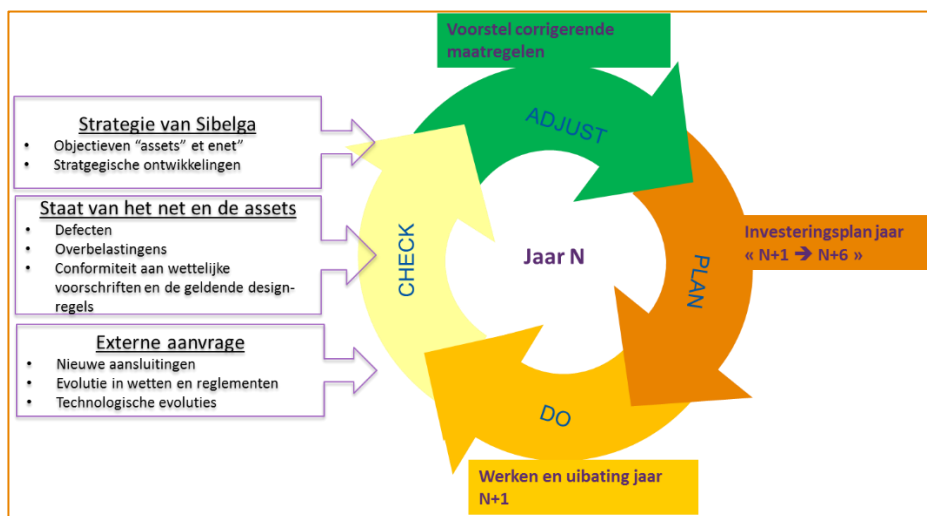 Voorstel corrigerende
maatregelen
Strategie van Sibelga
• Objectieven “assets” et enet”
• Stratgegische ontwikkelingen
Staat van het net en de assets
• Defecten
• Overbelastingens
• Conformiteit aan wettelijke
voorschriften en de geldende design-
regels
Externe aanvrage
• Nieuwe aansluitingen
• Evolutie in wetten en reglementen
• Technologische evoluties
ADJUST
CHECK
Jaar N
PLAN
DO
Investeringsplan jaar
« N+1 ➔ N+6 »
Werken en uibating jaar
N+1